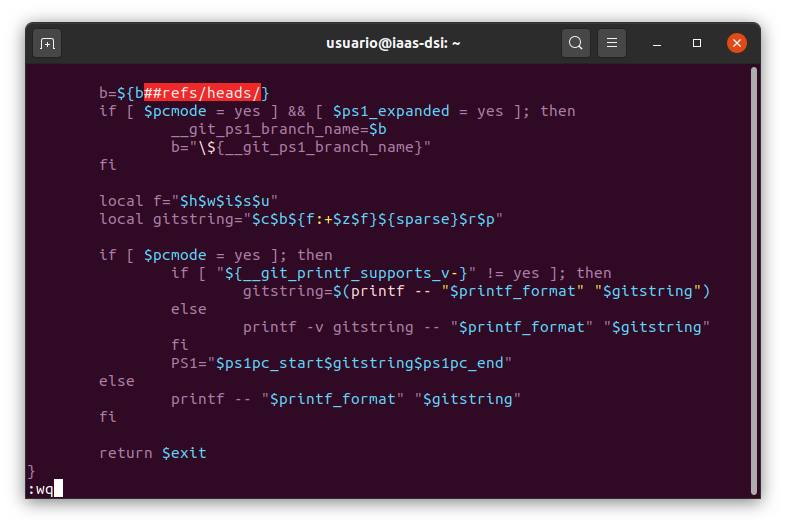 usuario@iaas-dsi: ~
b=${b##refs/heads/}
if [ $pcmode = yes ] && [ $ps1_expanded = yes ]; then
__git_ps1_branch_name=$b
b="\${__git_ps1_branch_name}"
fi
local f="$h$w$i$s$u"
local gitstring="$c$b${f:+$z$f}${sparse}$r$p"
if [ $pcmode = yes ]; then
if [ "${__git_printf_supports_v-}" != yes ]; then
gitstring=$(printf -- "$printf_format" "$gitstring")
else
printf -v gitstring -- "$printf_format" "$gitstring"
fi
PS1="$ps1pc_start$gitstring$ps1pc_end"
else
printf -- "$printf_format" "$gitstring"
fi
return $exit
}
:wq